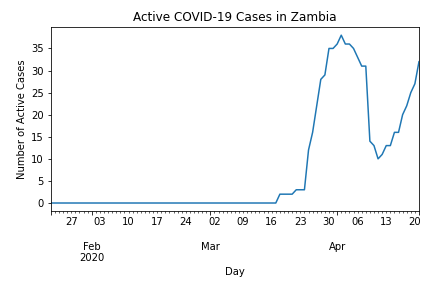 Active COVID-19 Cases in Zambia
Number of Active Cases
35
30
25
20
15
10
5
0
27 03 10 17 24 02 09 16 23 30 06 13 20
Feb Mar Apr
2020
Day